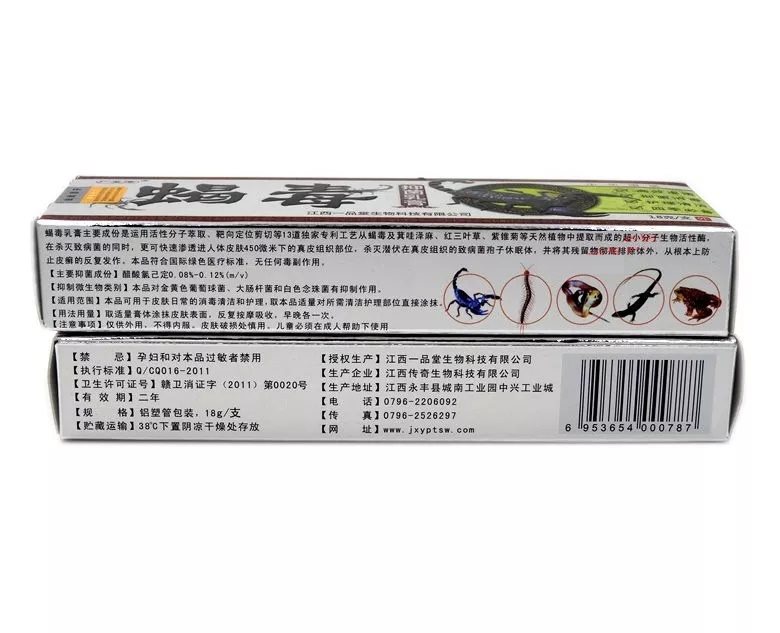 蝎毒
抑菌乳膏
江西一品堂生物科技有限公司
18克/支
蝎毒乳膏主要成份是运用活性分子萃取、靶向定位剪切等13道独家专利工艺从蝎毒及箕哇泽麻、红三叶草、紫锥菊等天然植物中提取而成的超小分子生物活性酶,
在杀灭致病菌的同时,更可快速渗透进人体皮肤450微米下的真皮组织部位,杀灭潜伏在真皮组织的致病菌孢子休眠体,并将其残留物彻底排除体外,从根本上防
止皮癣的反复发作。本品符合国际绿色医疗标准,无任何毒副作用。
【主要抑菌成份】醋酸氯己定0.08%-0.12%(m/v)
【抑制微生物类别】本品对金黄色葡萄球菌、大肠杆菌和白色念珠菌有抑制作用。
【适用范围】本品可用于皮肤日常的消毒清洁和护理,取本品适量对所需清洁护理部位直接涂抹。
【用法用量】取适量膏体涂抹皮肤表面,反复按摩吸收,早晚各一次。
【注意事项】仅供外用,不得内服。皮肤破损处慎用。儿童必须在成人帮助下使用
【禁 忌】孕妇和对本品过敏者禁用
【执行标准】Q/CQ016-2011
【卫生许可证号】赣卫消证字(2011)第0020号
【有 效 期】二年
【规 格】铝塑管包装,18g/支
【贮藏运输】38℃下置阴凉干燥处存放
【授权生产】江西一品堂生物科技有限公司
【生产企业】江西传奇生物科技有限公司
【生产地址】江西永丰县城南工业园中兴工业城
【电 话】0796-2206092
【传 真】0796-2526297
【网 址】www.jxyptsw.com
6 953654 000787